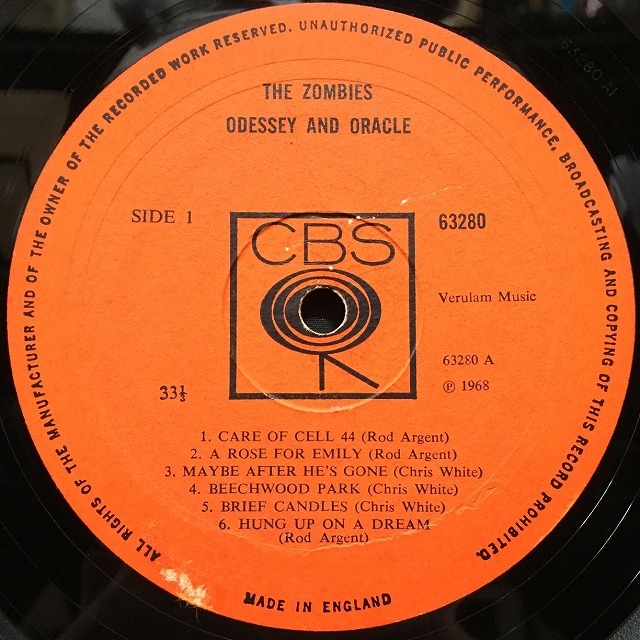 ALL RIGHTS OF THE MANUFACTURER AND OF THE OWNER OF THE RECORDED WORK RESERVED. UNAUTHORIZED PUBLIC PERFORMANCE, BROADCASTING AND COPYING OF THIS RECORD PROHIBITED.
63280 A1
THE ZOMBIES
ODESSEY AND ORACLE
SIDE 1
63280
CBS
Verulam Music
63280 A
℗ 1968
33⅓
1. CARE OF CELL 44 (Rod Argent)
2. A ROSE FOR EMILY (Rod Argent)
3. MAYBE AFTER HE'S GONE (Chris White)
4. BEECHWOOD PARK (Chris White)
5. BRIEF CANDLES (Chris White)
6. HUNG UP ON A DREAM
(Rod Argent)
MADE IN ENGLAND